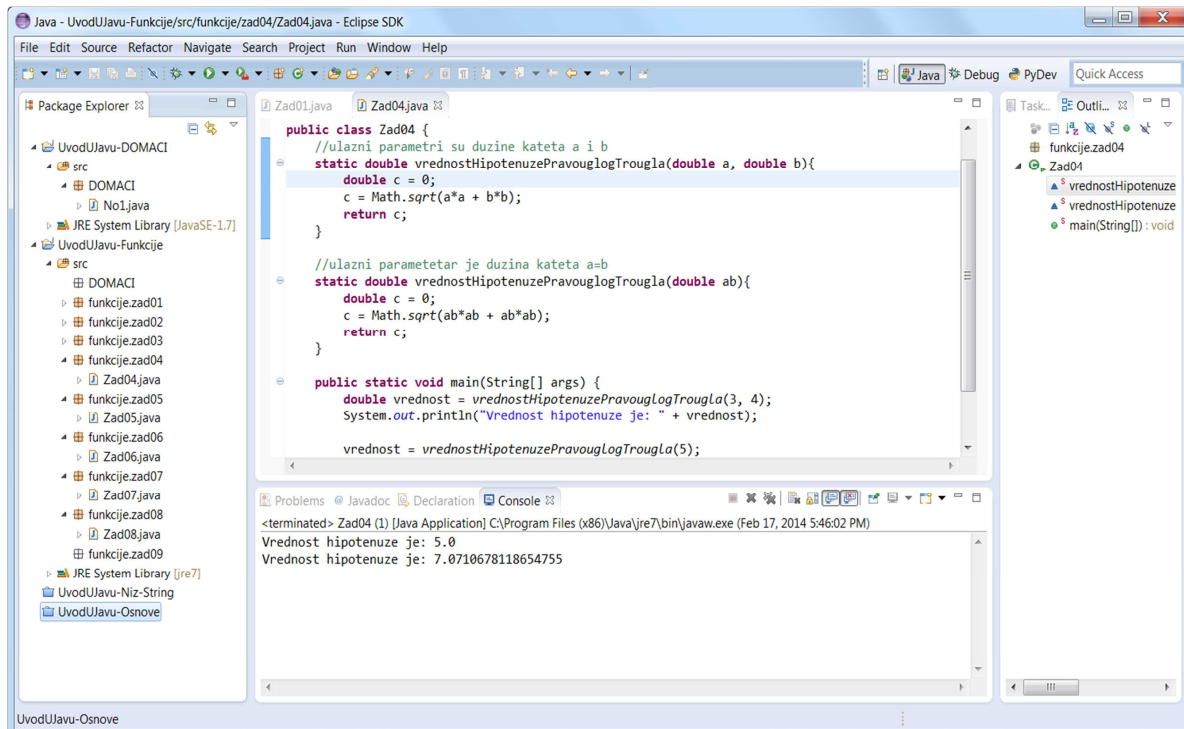 Java - UvodUJavu-Funkcije/src/funkcije/zad04/Zad04.java - Eclipse SDK
File Edit Source Refactor Navigate Search Project Run Window Help
Java Debug PyDev Quick Access
Package Explorer
UvodUJavu-DOMACI
src
DOMACI
No1.java
JRE System Library [JavaSE-1.7]
UvodUJavu-Funkcije
src
DOMACI
funkcije.zad01
funkcije.zad02
funkcije.zad03
funkcije.zad04
Zad04.java
funkcije.zad05
Zad05.java
funkcije.zad06
Zad06.java
funkcije.zad07
Zad07.java
funkcije.zad08
Zad08.java
funkcije.zad09
JRE System Library [jre7]
UvodUJavu-Niz-String
UvodUJavu-Osnove
Zad01.java Zad04.java
public class Zad04 {
//ulazni parametri su duzine kateta a i b
static double vrednostHipotenuzePravouglogTrougla(double a, double b){
double c = 0;
c = Math.sqrt(a*a + b*b);
return c;
}
//ulazni parametetar je duzina kateta a=b
static double vrednostHipotenuzePravouglogTrougla(double ab){
double c = 0;
c = Math.sqrt(ab*ab + ab*ab);
return c;
}
public static void main(String[] args) {
double vrednost = vrednostHipotenuzePravouglogTrougla(3, 4);
System.out.println("Vrednost hipotenuze je: " + vrednost);
vrednost = vrednostHipotenuzePravouglogTrougla(5);
Problems Javadoc Declaration Console
<terminated> Zad04 (1) [Java Application] C:\Program Files (x86)\Java\jre7\bin\javaw.exe (Feb 17, 2014 5:46:02 PM)
Vrednost hipotenuze je: 5.0
Vrednost hipotenuze je: 7.0710678118654755
Task... Outli...
funkcije.zad04
Zad04
vrednostHipotenuze
vrednostHipotenuze
main(String[]) : void
UvodUJavu-Osnove